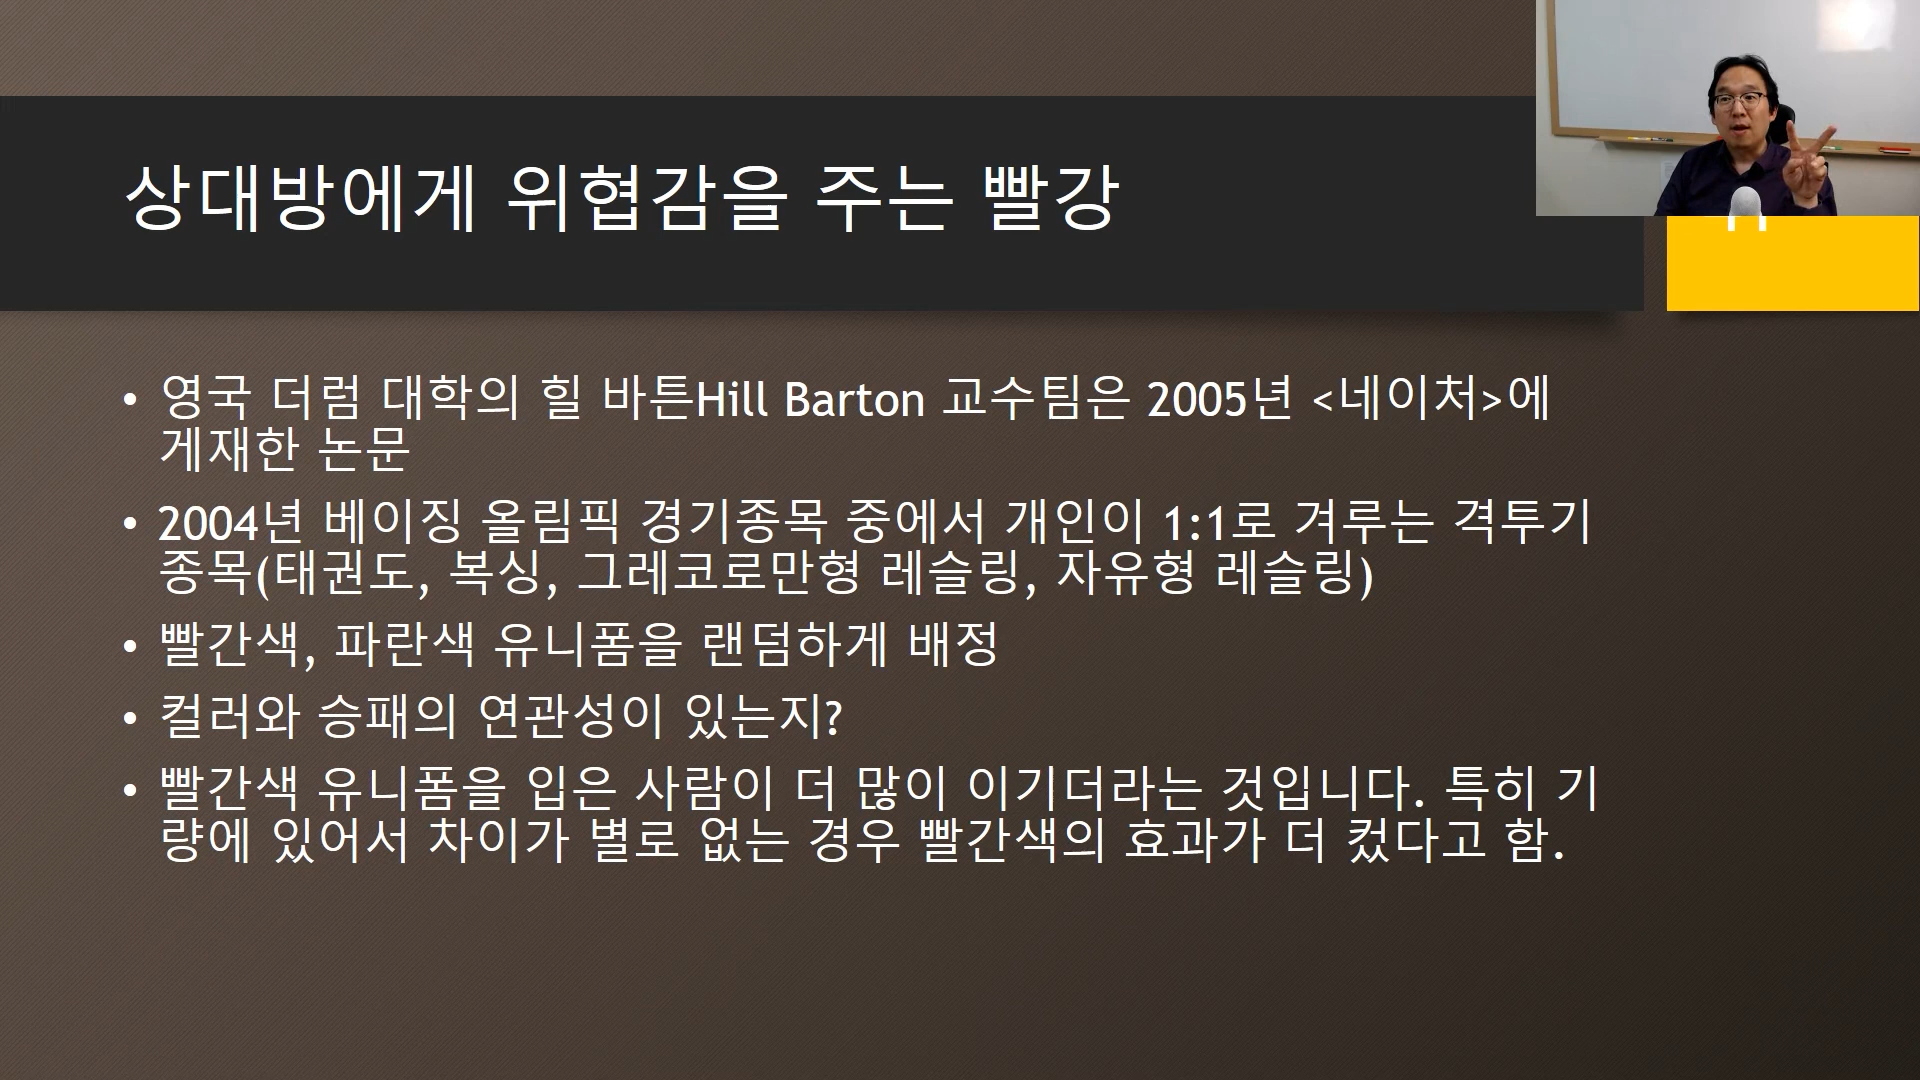 상대방에게 위협감을 주는 빨강
• 영국 더럼 대학의 힐 바튼Hill Barton 교수팀은 2005년 <네이처>에
게재한 논문
• 2004년 베이징 올림픽 경기종목 중에서 개인이 1:1로 겨루는 격투기
종목(태권도, 복싱, 그레코로만형 레슬링, 자유형 레슬링)
• 빨간색, 파란색 유니폼을 랜덤하게 배정
• 컬러와 승패의 연관성이 있는지?
• 빨간색 유니폼을 입은 사람이 더 많이 이기더라는 것입니다. 특히 기
량에 있어서 차이가 별로 없는 경우 빨간색의 효과가 더 컸다고 함.